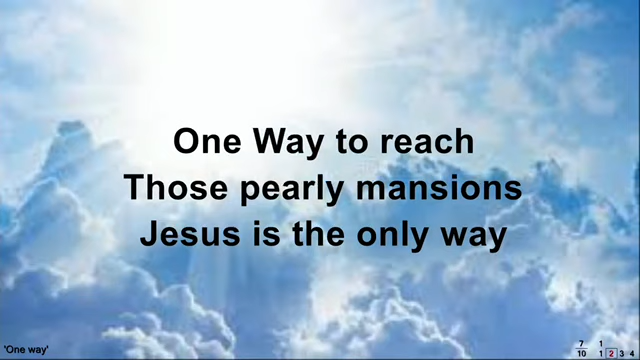 One Way to reach
Those pearly mansions
Jesus is the only way
'One way'
7 1
10 1 2 3 4